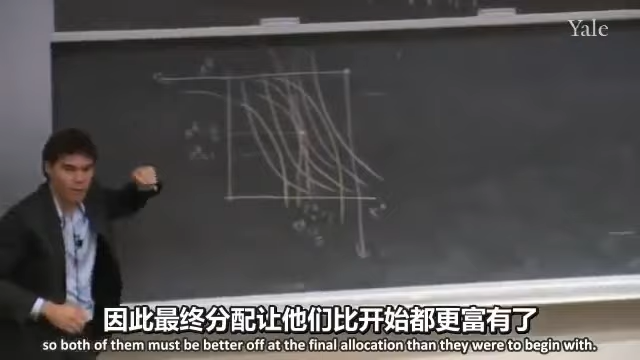 Yale
因此最终分配让他们比开始都更富有了
so both of them must be better off at the final allocation than they were to begin with.